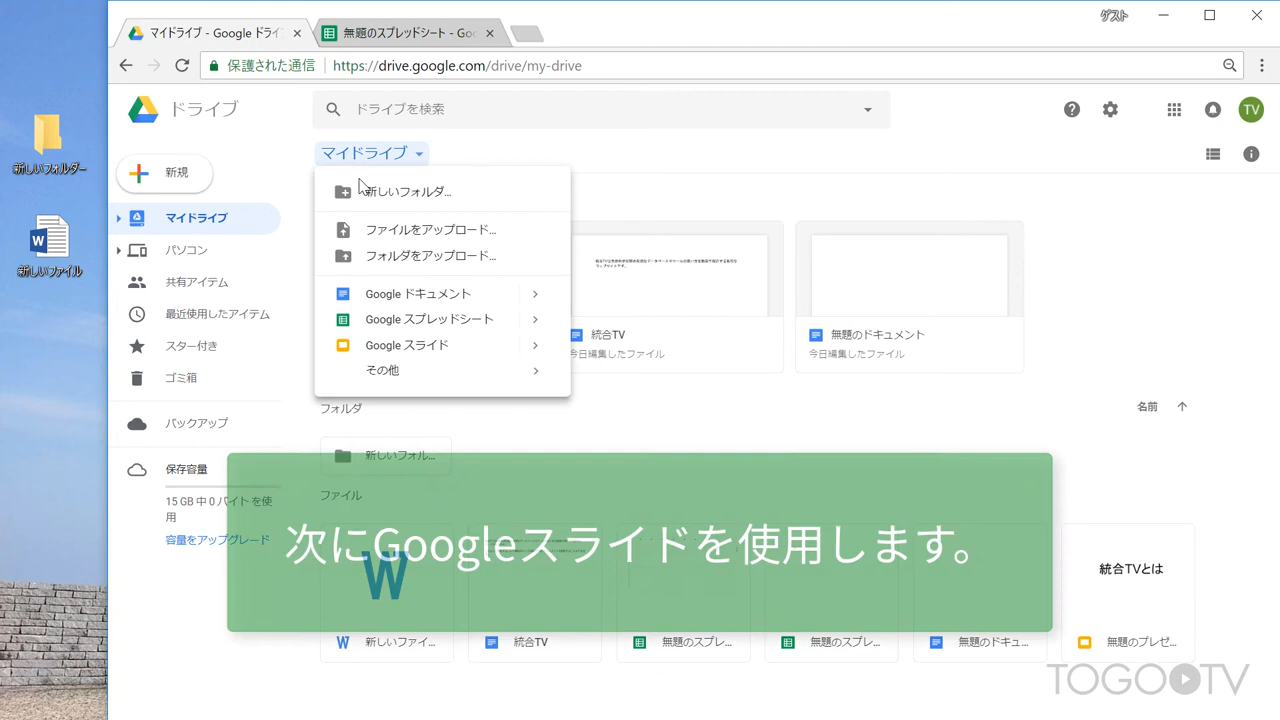 ゲスト
マイドライブ - Google ドライ
無題のスプレッドシート - Goo
保護された通信
https://drive.google.com/drive/my-drive
ドライブ
ドライブを検索
TV
新しいフォルダー
新しいファイル
新規
マイドライブ
パソコン
共有アイテム
最近使用したアイテム
スター付き
ゴミ箱
バックアップ
保存容量
15 GB 中 0 バイト を使
用
容量をアップグレード
マイドライブ
新しいフォルダ...
ファイルをアップロード...
フォルダをアップロード...
Google ドキュメント
Google スプレッドシート
Google スライド
その他
統合TV
今日編集したファイル
無題のドキュメント
今日編集したファイル
フォルダ
名前
新しいフォル...
ファイル
次にGoogleスライドを使用します。
W
統合TVとは
新しいファイ...
統合TV
無題のスプレ...
無題のスプレ...
無題のドキュ...
無題のプレゼ...
TOGO TV